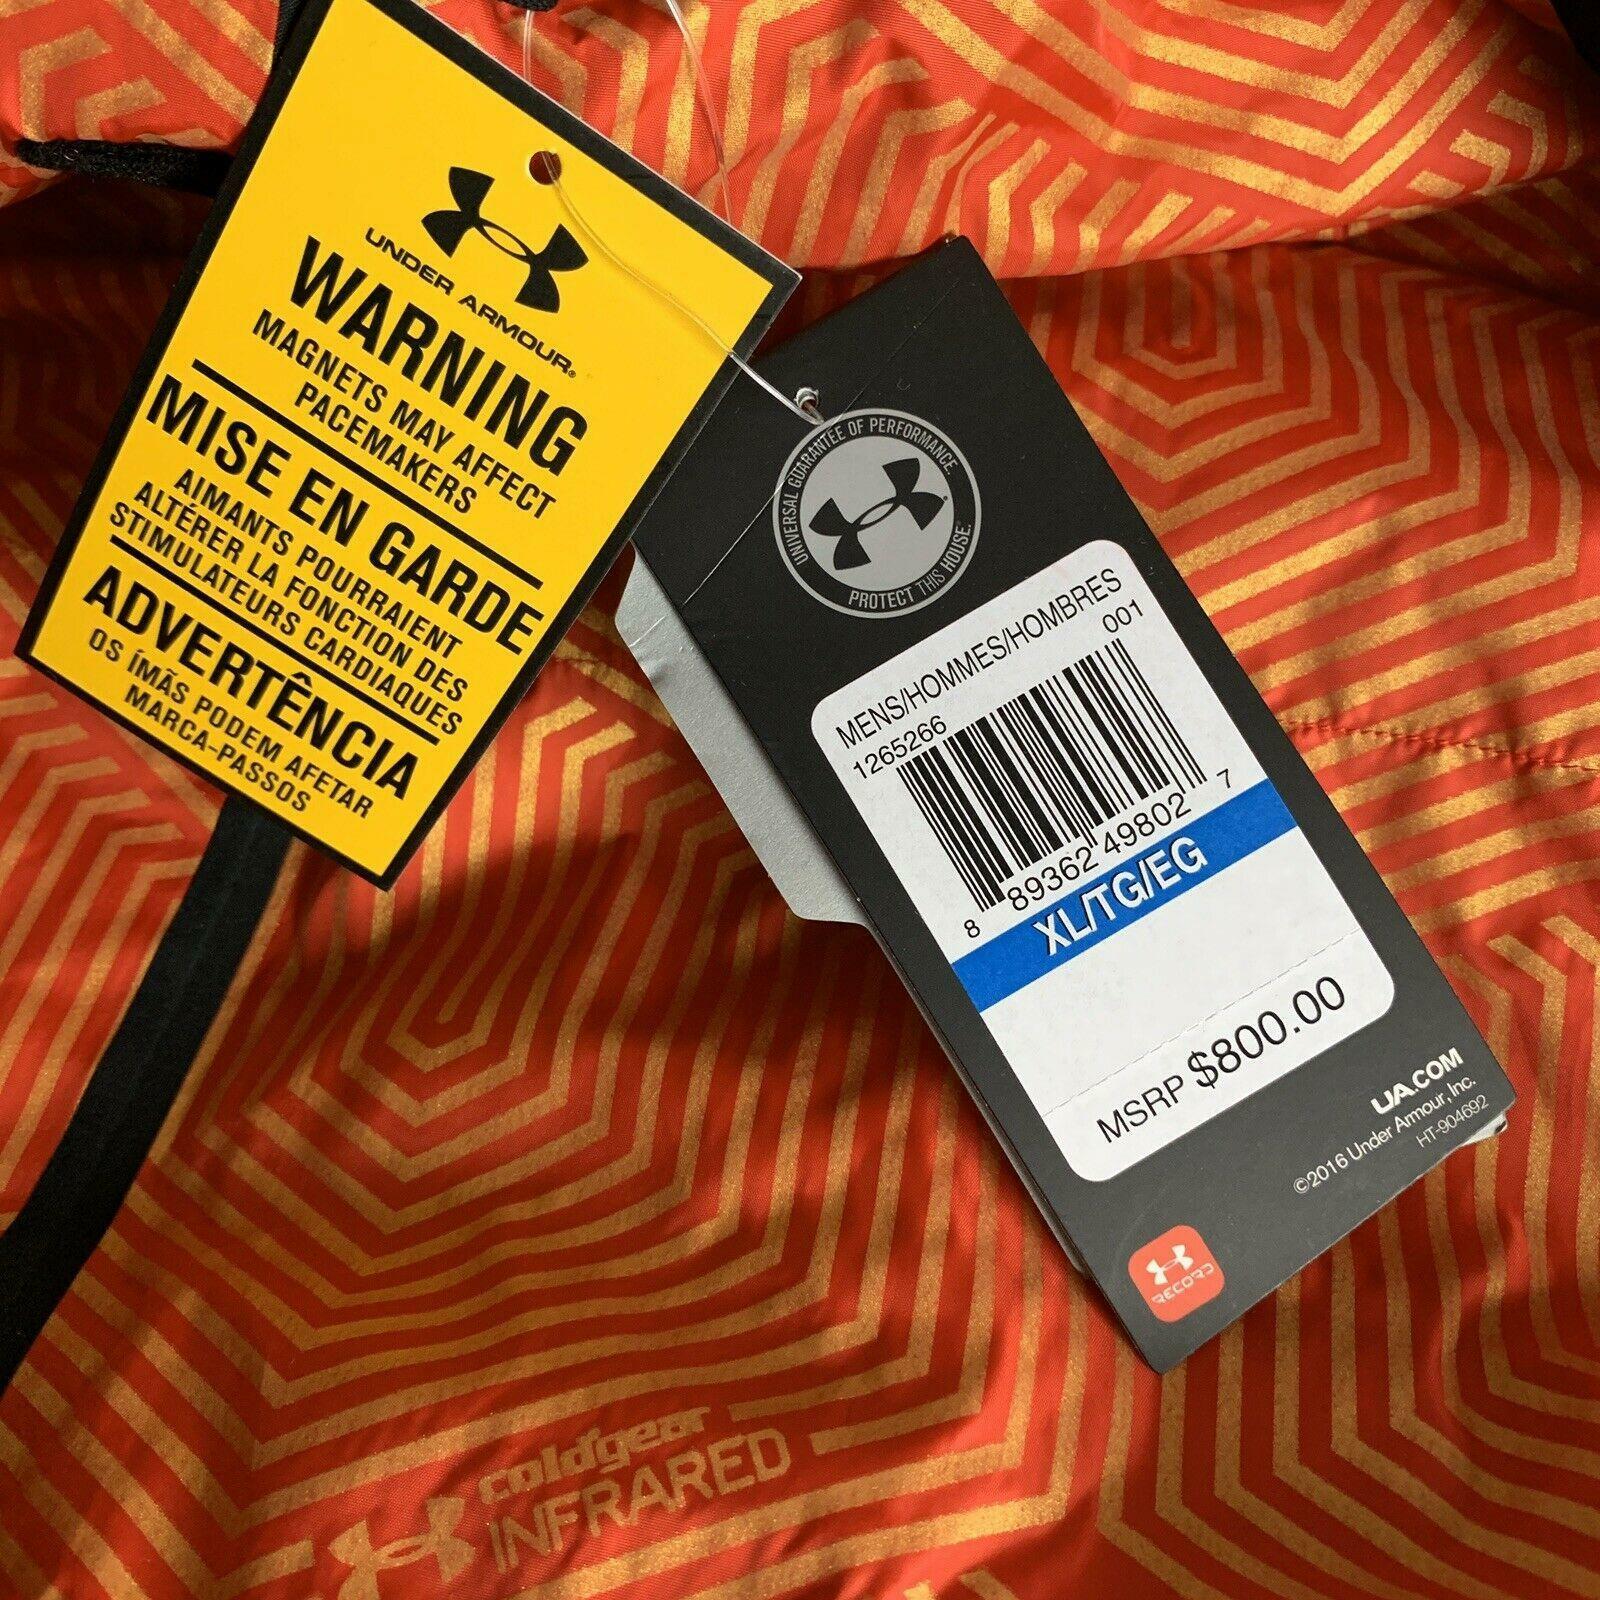 UNDER ARMOUR®
WARNING
MAGNETS MAY AFFECT
PACEMAKERS
MISE EN GARDE
AIMANTS POURRAIENT
ALTÉRER LA FONCTION DES
STIMULATEURS CARDIAQUES
ADVERTÊNCIA
OS ÍMÃS PODEM AFETAR
MARCA-PASSOS
UNIVERSAL GUARANTEE OF PERFORMANCE.
PROTECT THIS HOUSE.
MENS/HOMMES/HOMBRES
1265266 001
8 89362 49802 7
XL/TG/EG
MSRP $800.00
UA.COM
©2016 Under Armour, Inc.
HT-904692
RECORD
coldgear
INFRARED